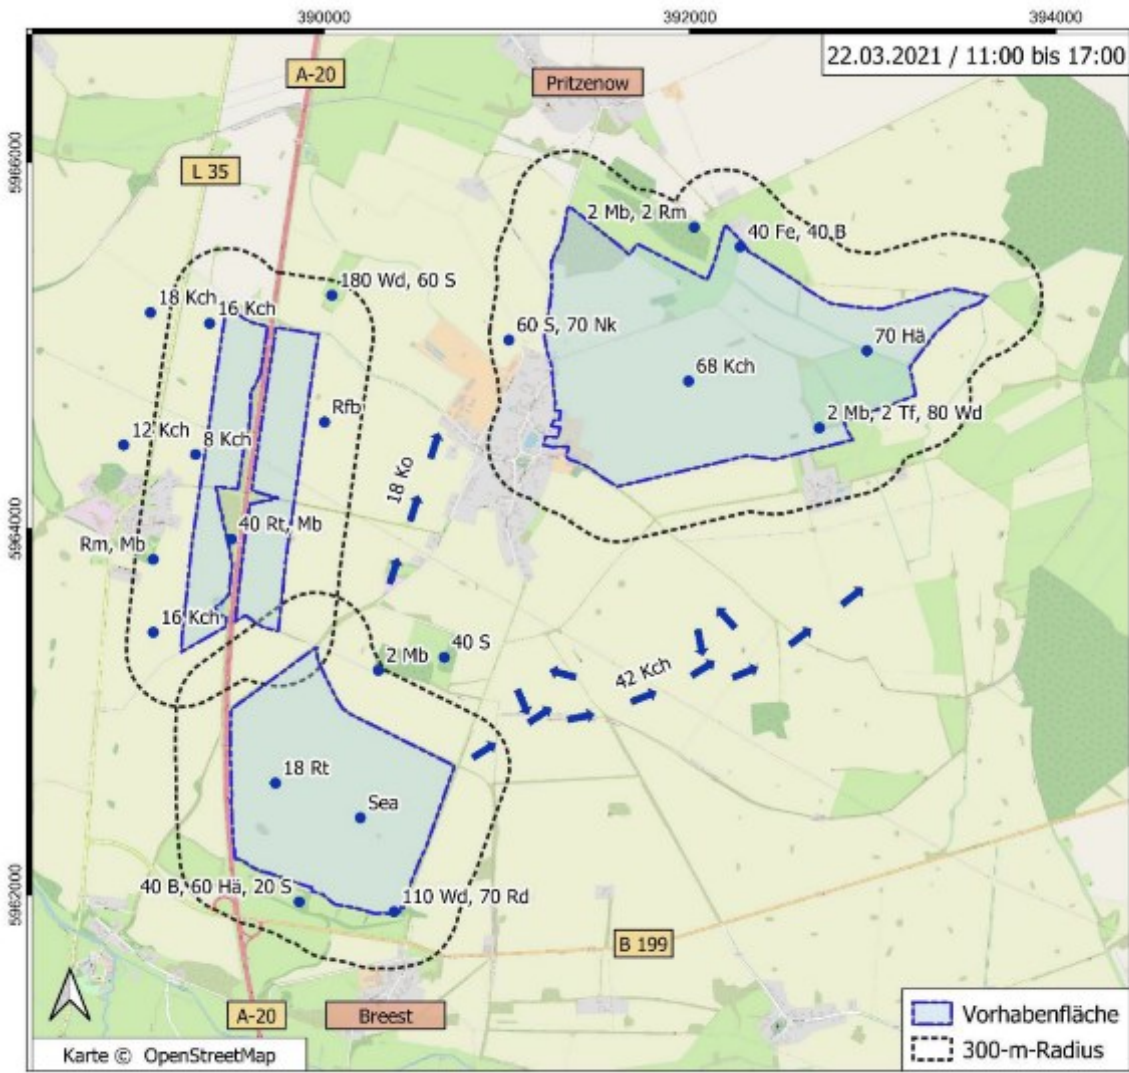 390000
392000
394000
22.03.2021 / 11:00 bis 17:00
A-20
Pritzenow
5966000
L 35
2 Mb, 2 Rm
40 Fe, 40 B
180 Wd, 60 S
18 Kch
16 Kch
60 S, 70 Nk
70 Hä
68 Kch
Rfb
2 Mb, 2 Tf, 80 Wd
12 Kch
8 Kch
18 Ko
5964000
40 Rt, Mb
Rm, Mb
16 Kch
2 Mb
40 S
42 Kch
18 Rt
Sea
5962000
40 B, 60 Hä, 20 S
110 Wd, 70 Rd
B 199
A-20
Breest
Vorhabenfläche
300-m-Radius
Karte © OpenStreetMap